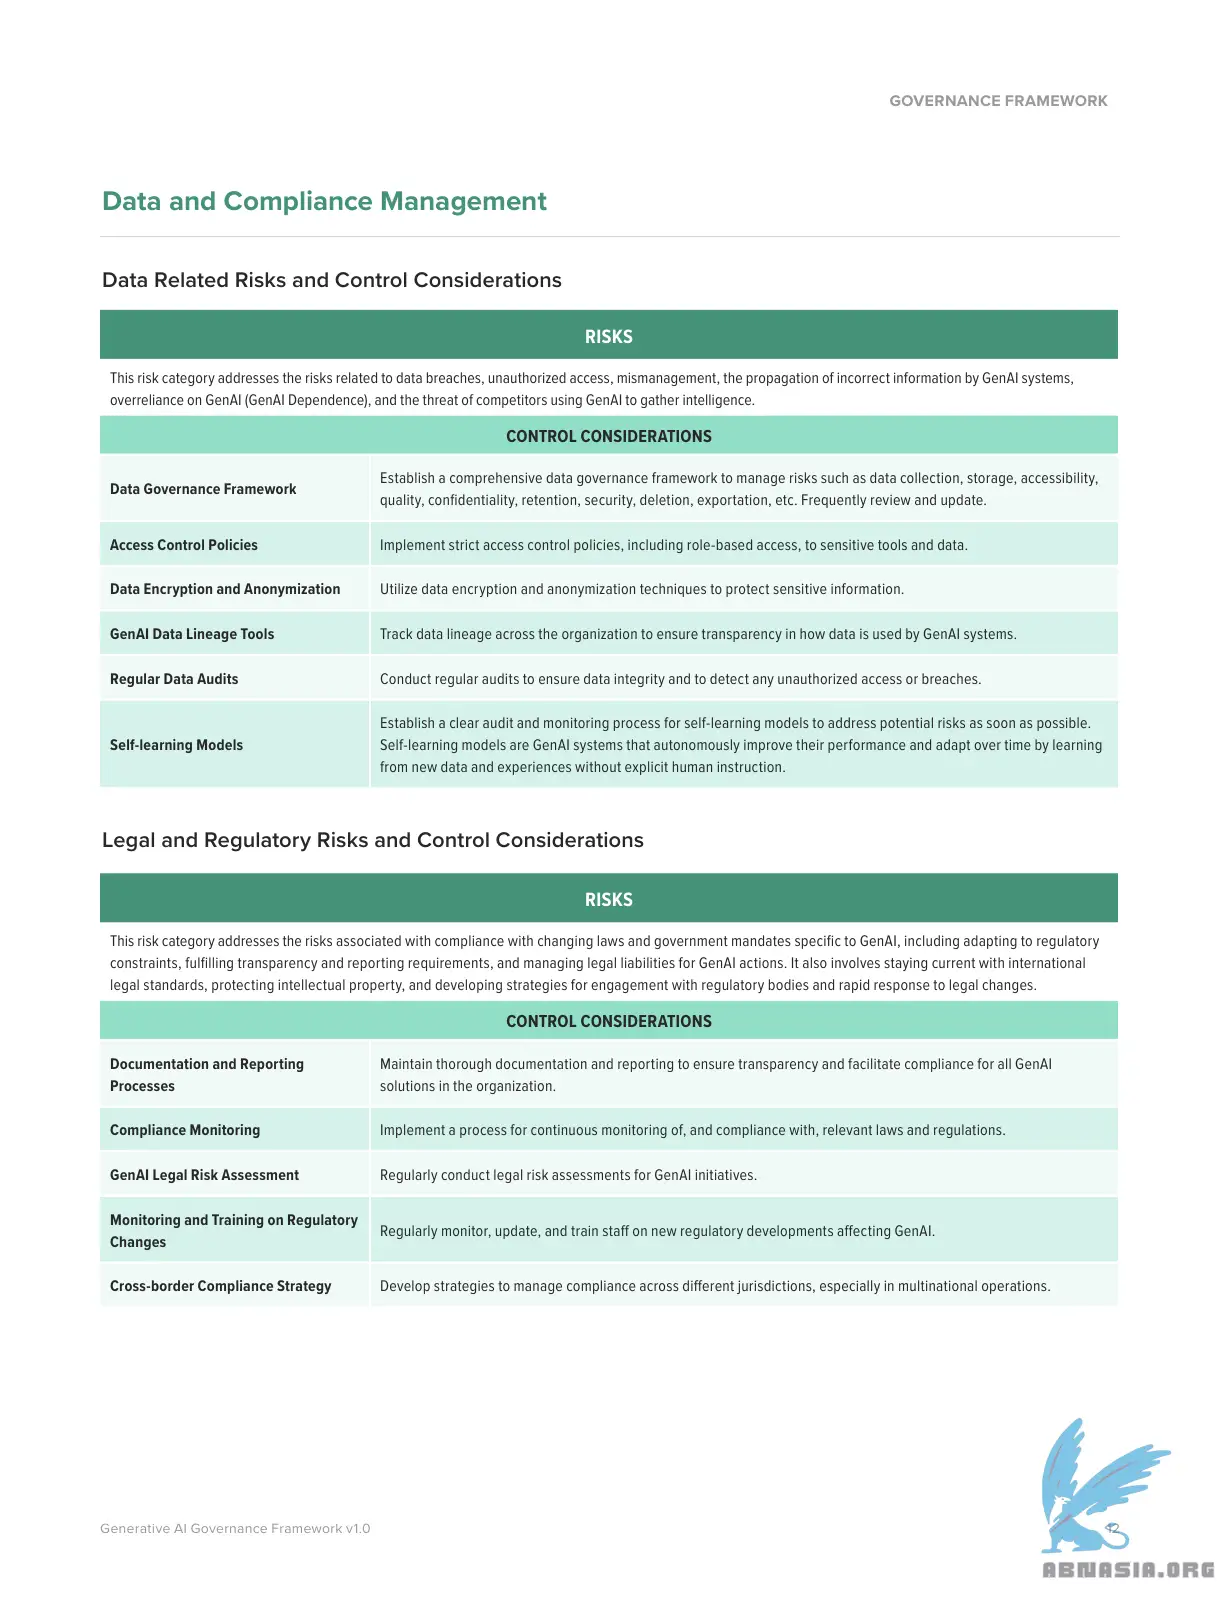 GOVERNANCE FRAMEWORK
Data and Compliance Management
Data Related Risks and Control Considerations
RISKS
This risk category addresses the risks related to data breaches, unauthorized access, mismanagement, the propagation of incorrect information by GenAI systems,
overreliance on GenAI (GenAI Dependence), and the threat of competitors using GenAI to gather intelligence.
CONTROL CONSIDERATIONS
Data Governance Framework
Establish a comprehensive data governance framework to manage risks such as data collection, storage, accessibility,
quality, confidentiality, retention, security, deletion, exportation, etc. Frequently review and update.
Access Control Policies
Implement strict access control policies, including role-based access, to sensitive tools and data.
Data Encryption and Anonymization
Utilize data encryption and anonymization techniques to protect sensitive information.
GenAI Data Lineage Tools
Track data lineage across the organization to ensure transparency in how data is used by GenAI systems.
Regular Data Audits
Conduct regular audits to ensure data integrity and to detect any unauthorized access or breaches.
Self-learning Models
Establish a clear audit and monitoring process for self-learning models to address potential risks as soon as possible.
Self-learning models are GenAI systems that autonomously improve their performance and adapt over time by learning
from new data and experiences without explicit human instruction.
Legal and Regulatory Risks and Control Considerations
RISKS
This risk category addresses the risks associated with compliance with changing laws and government mandates specific to GenAI, including adapting to regulatory
constraints, fulfilling transparency and reporting requirements, and managing legal liabilities for GenAI actions. It also involves staying current with international
legal standards, protecting intellectual property, and developing strategies for engagement with regulatory bodies and rapid response to legal changes.
CONTROL CONSIDERATIONS
Documentation and Reporting
Processes
Maintain thorough documentation and reporting to ensure transparency and facilitate compliance for all GenAI
solutions in the organization.
Compliance Monitoring
Implement a process for continuous monitoring of, and compliance with, relevant laws and regulations.
GenAI Legal Risk Assessment
Regularly conduct legal risk assessments for GenAI initiatives.
Monitoring and Training on Regulatory
Changes
Regularly monitor, update, and train staff on new regulatory developments affecting GenAI.
Cross-border Compliance Strategy
Develop strategies to manage compliance across different jurisdictions, especially in multinational operations.
Generative AI Governance Framework v1.0
ABNASIA.ORG